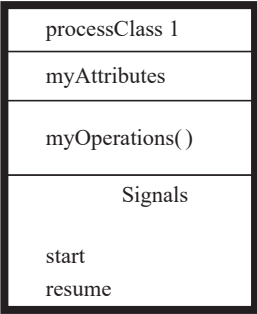 processClass 1
myAttributes
myOperations()
Signals
start
resume